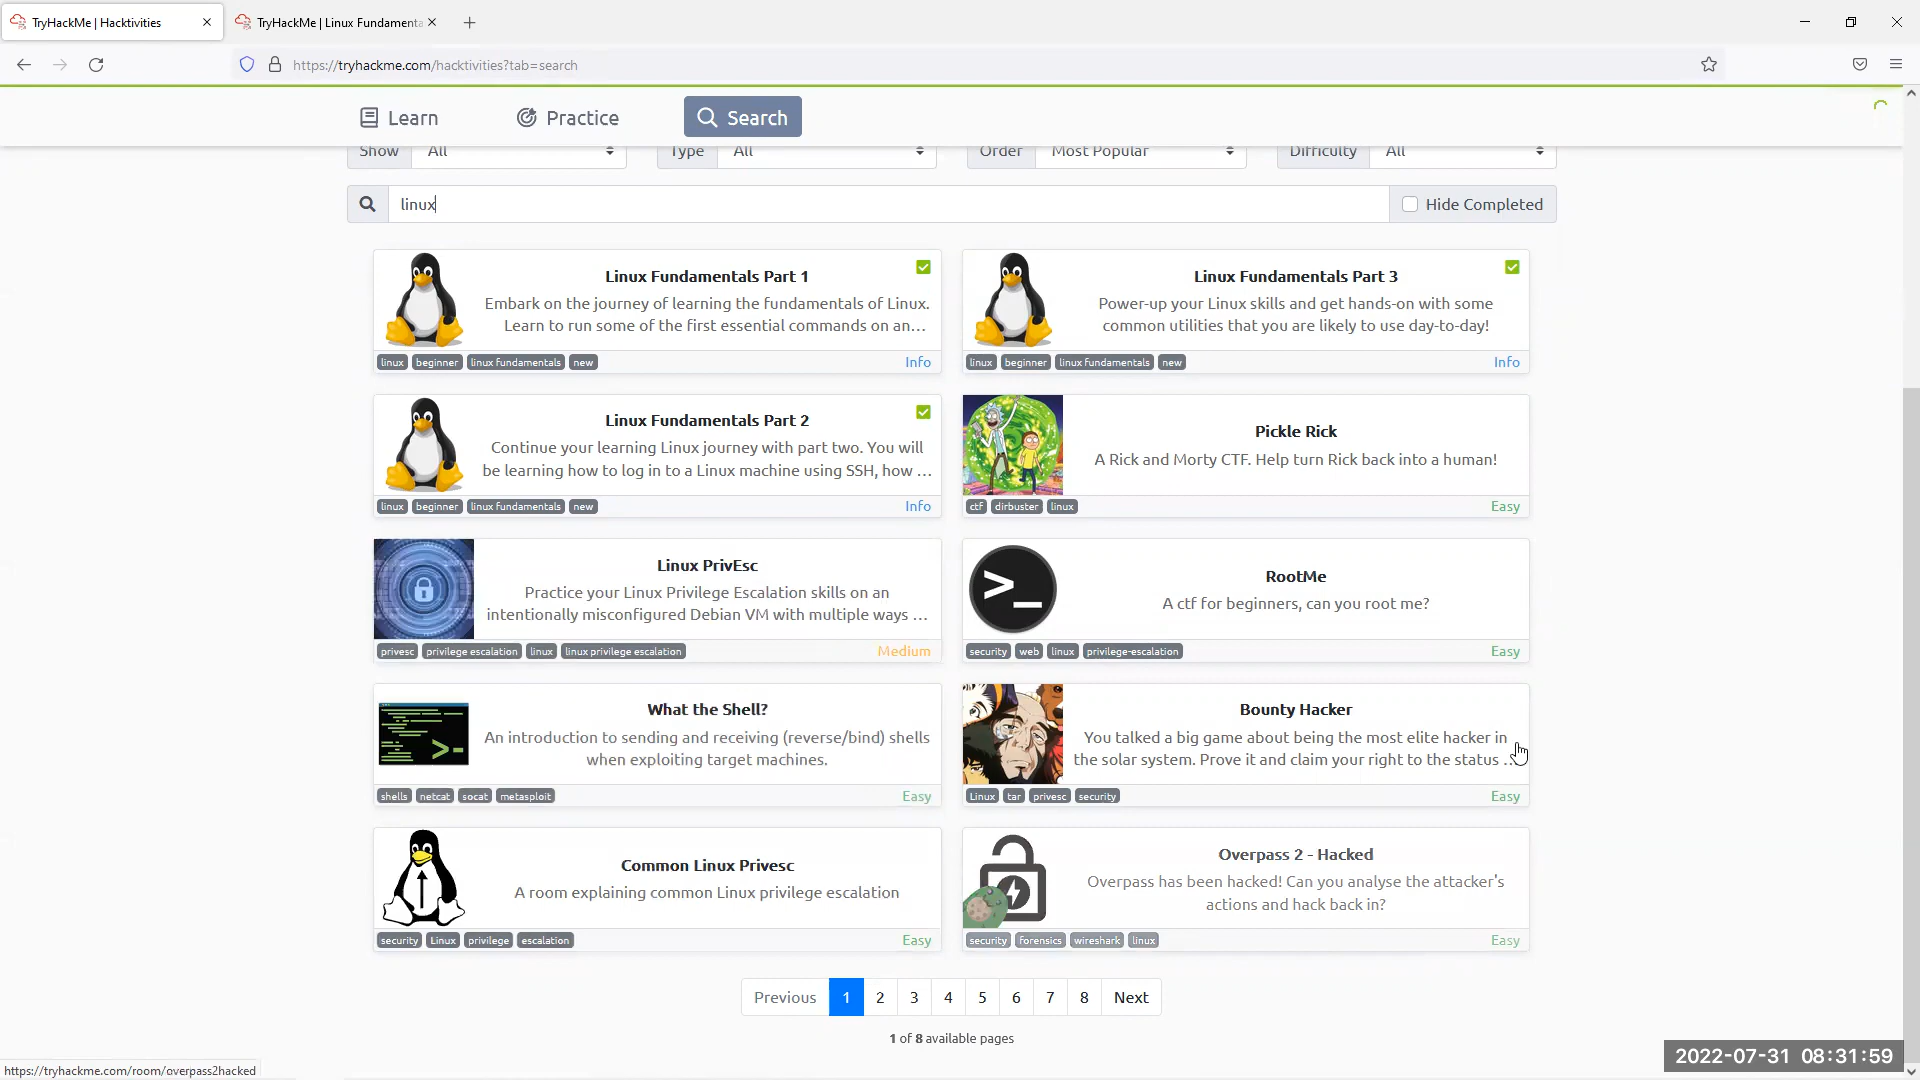 TryHackMe | Hacktivities
TryHackMe | Linux Fundamenta
https://tryhackme.com/hacktivities?tab=search
Learn
Practice
Search
Show All
Type All
Order Most Popular
Difficulty All
linux
Hide Completed
Linux Fundamentals Part 1
Embark on the journey of learning the fundamentals of Linux.
Learn to run some of the first essential commands on an...
linux beginner linux fundamentals new
Info
Linux Fundamentals Part 3
Power-up your Linux skills and get hands-on with some
common utilities that you are likely to use day-to-day!
linux beginner linux fundamentals new
Info
Linux Fundamentals Part 2
Continue your learning Linux journey with part two. You will
be learning how to log in to a Linux machine using SSH, how ...
linux beginner linux fundamentals new
Info
Pickle Rick
A Rick and Morty CTF. Help turn Rick back into a human!
ctf dirbuster linux
Easy
Linux PrivEsc
Practice your Linux Privilege Escalation skills on an
intentionally misconfigured Debian VM with multiple ways ...
privesc privilege escalation linux linux privilege escalation
Medium
RootMe
A ctf for beginners, can you root me?
security web linux privilege-escalation
Easy
What the Shell?
An introduction to sending and receiving (reverse/bind) shells
when exploiting target machines.
shells netcat socat metasploit
Easy
Bounty Hacker
You talked a big game about being the most elite hacker in
the solar system. Prove it and claim your right to the status ...
Linux tar privesc security
Easy
Common Linux Privesc
A room explaining common Linux privilege escalation
security Linux privilege escalation
Easy
Overpass 2 - Hacked
Overpass has been hacked! Can you analyse the attacker's
actions and hack back in?
security forensics wireshark linux
Easy
Previous 1 2 3 4 5 6 7 8 Next
1 of 8 available pages
https://tryhackme.com/room/overpass2hacked
2022-07-31 08:31:59